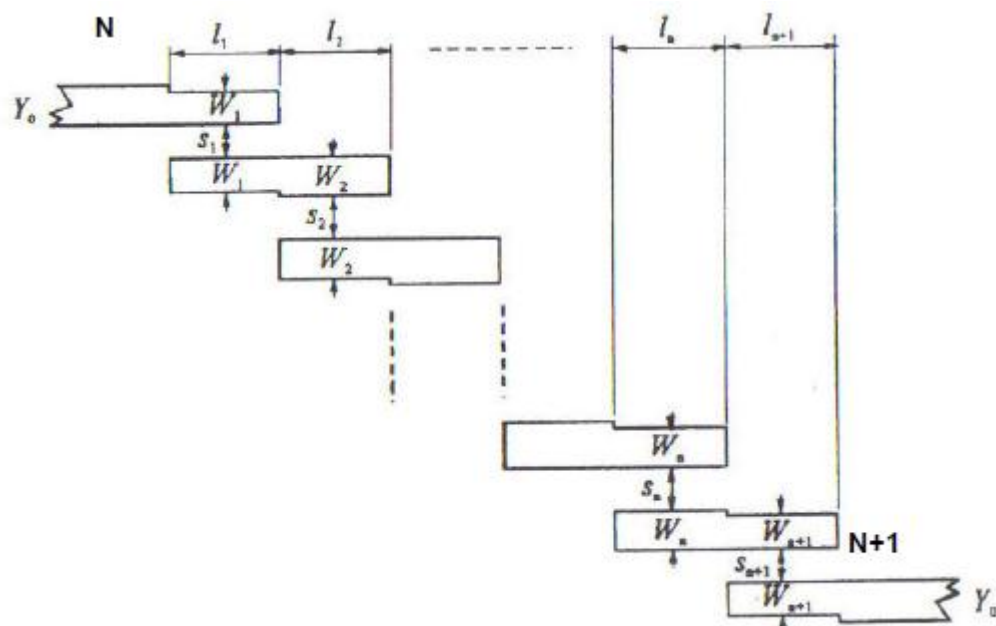 N
l₁ l₂ lₙ lₙ₊₁
Y₀ W₁
s₁
W₁ W₂
s₂
W₂
Wₙ
sₙ
Wₙ Wₙ₊₁ N+1
sₙ₊₁
Wₙ₊₁ Y₀